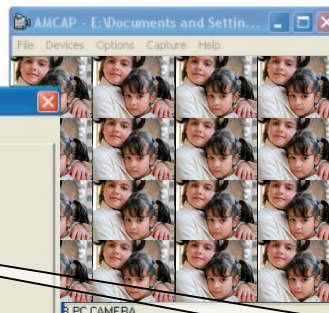 AMCAP - E:\Documents and Settin...
File Devices Options Capture Help
PC CAMERA